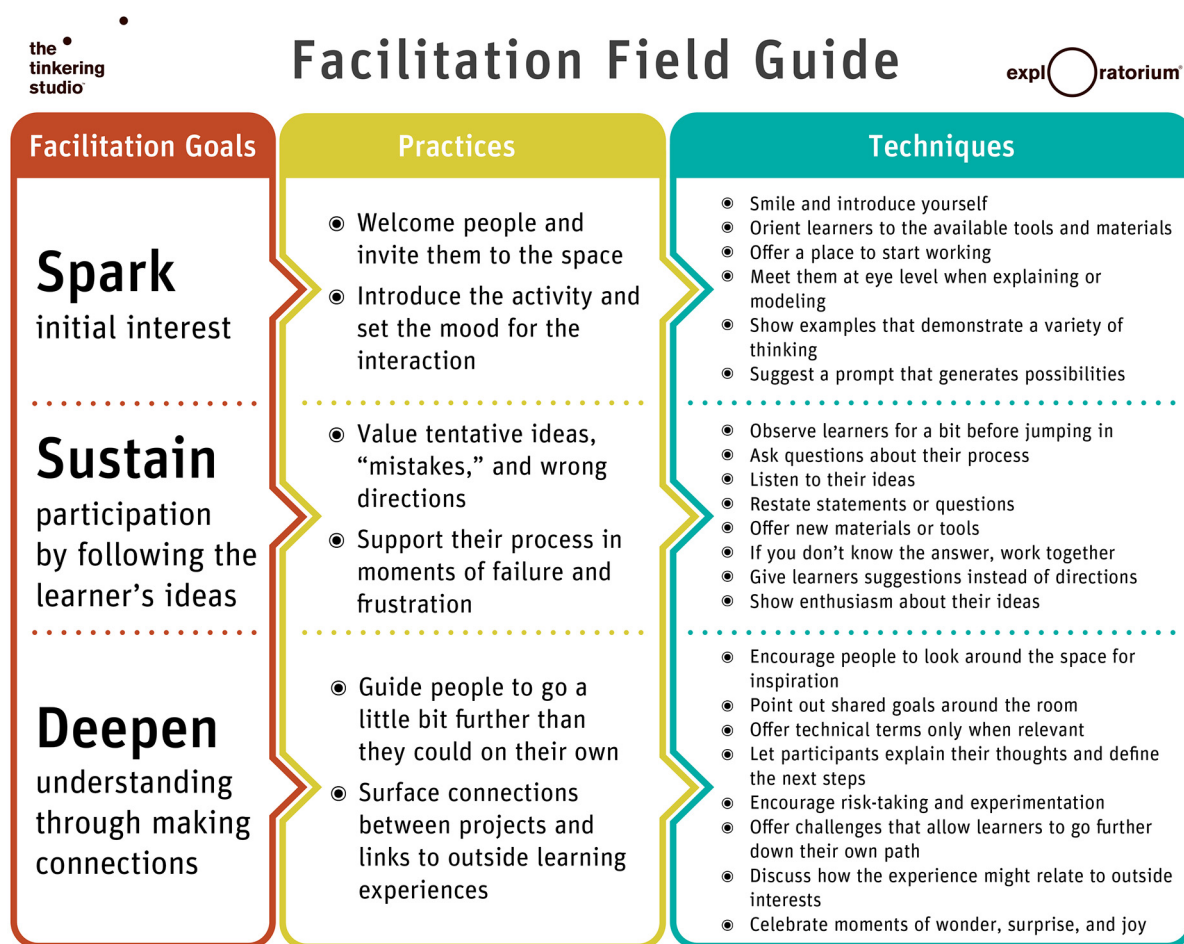 the
tinkering
studio
Facilitation Field Guide
expl ratorium®
Facilitation Goals
Practices
Techniques
Spark
initial interest
◉ Welcome people and
invite them to the space
◉ Introduce the activity and
set the mood for the
interaction
◉ Smile and introduce yourself
◉ Orient learners to the available tools and materials
◉ Offer a place to start working
◉ Meet them at eye level when explaining or
modeling
◉ Show examples that demonstrate a variety of
thinking
◉ Suggest a prompt that generates possibilities
Sustain
participation
by following the
learner’s ideas
◉ Value tentative ideas,
“mistakes,” and wrong
directions
◉ Support their process in
moments of failure and
frustration
◉ Observe learners for a bit before jumping in
◉ Ask questions about their process
◉ Listen to their ideas
◉ Restate statements or questions
◉ Offer new materials or tools
◉ If you don’t know the answer, work together
◉ Give learners suggestions instead of directions
◉ Show enthusiasm about their ideas
Deepen
understanding
through making
connections
◉ Guide people to go a
little bit further than
they could on their own
◉ Surface connections
between projects and
links to outside learning
experiences
◉ Encourage people to look around the space for
inspiration
◉ Point out shared goals around the room
◉ Offer technical terms only when relevant
◉ Let participants explain their thoughts and define
the next steps
◉ Encourage risk-taking and experimentation
◉ Offer challenges that allow learners to go further
down their own path
◉ Discuss how the experience might relate to outside
interests
◉ Celebrate moments of wonder, surprise, and joy